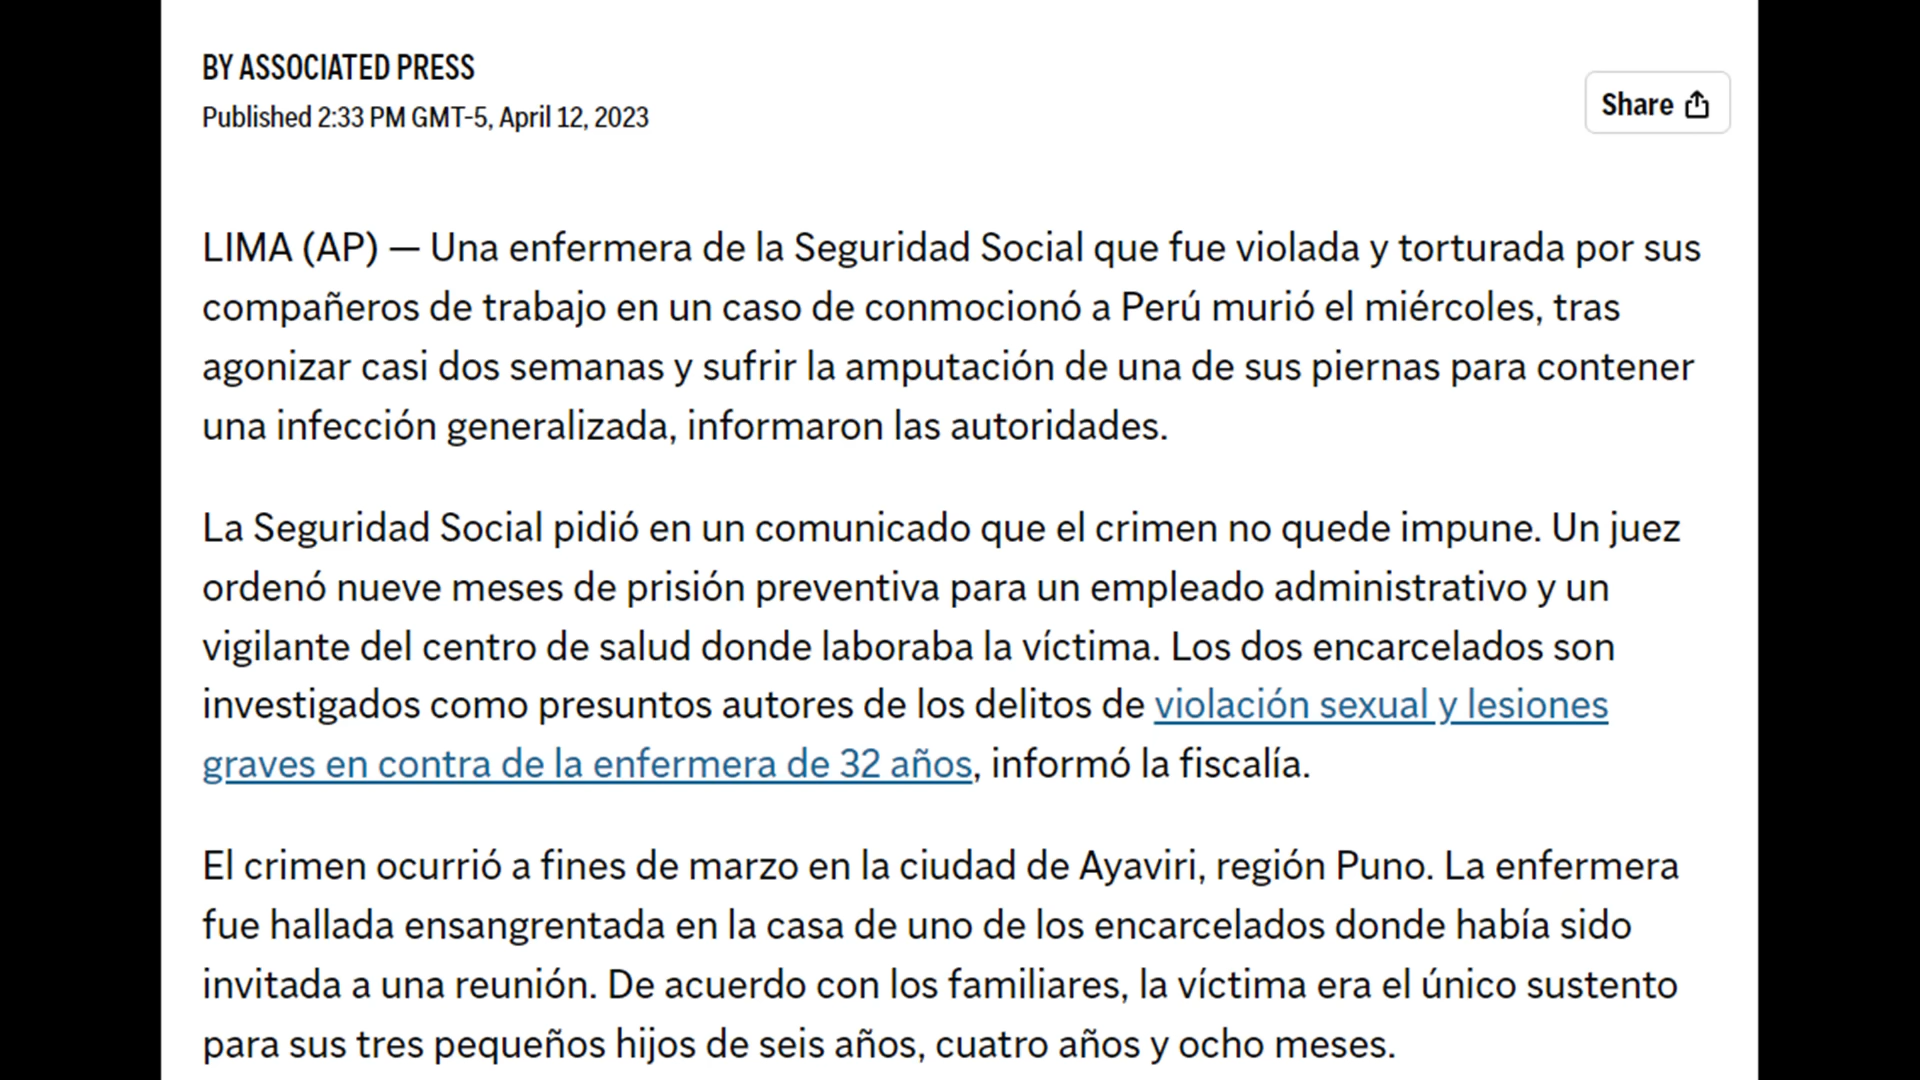 BY ASSOCIATED PRESS
Published 2:33 PM GMT-5, April 12, 2023
Share
LIMA (AP) — Una enfermera de la Seguridad Social que fue violada y torturada por sus
compañeros de trabajo en un caso de conmocionó a Perú murió el miércoles, tras
agonizar casi dos semanas y sufrir la amputación de una de sus piernas para contener
una infección generalizada, informaron las autoridades.
La Seguridad Social pidió en un comunicado que el crimen no quede impune. Un juez
ordenó nueve meses de prisión preventiva para un empleado administrativo y un
vigilante del centro de salud donde laboraba la víctima. Los dos encarcelados son
investigados como presuntos autores de los delitos de violación sexual y lesiones
graves en contra de la enfermera de 32 años, informó la fiscalía.
El crimen ocurrió a fines de marzo en la ciudad de Ayaviri, región Puno. La enfermera
fue hallada ensangrentada en la casa de uno de los encarcelados donde había sido
invitada a una reunión. De acuerdo con los familiares, la víctima era el único sustento
para sus tres pequeños hijos de seis años, cuatro años y ocho meses.